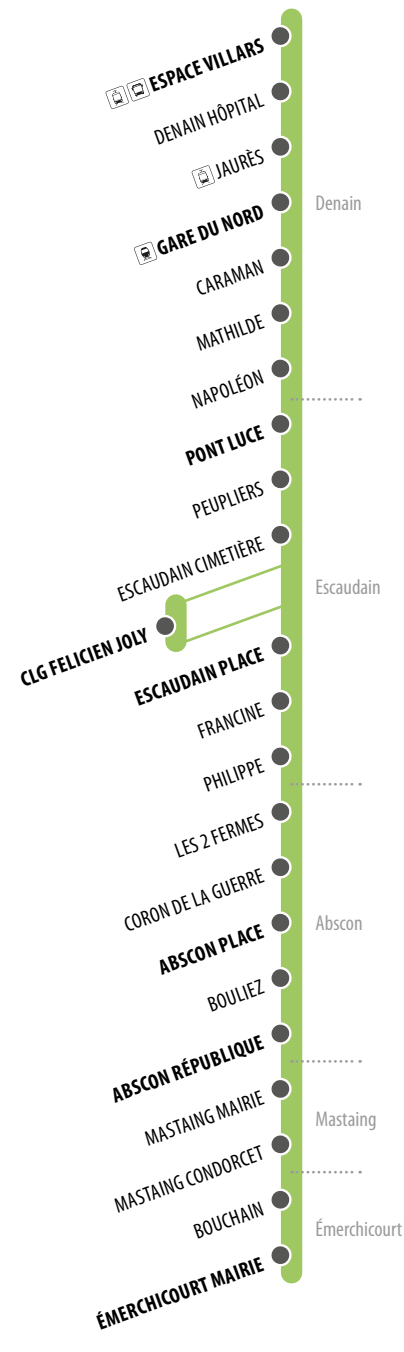 ESPACE VILLARS
DENAIN HÔPITAL
JAURÈS
GARE DU NORD
Denain
CARAMAN
MATHILDE
NAPOLÉON
PONT LUCE
PEUPLIERS
ESCAUDAIN CIMETIÈRE
Escaudain
CLG FELICIEN JOLY
ESCAUDAIN PLACE
FRANCINE
PHILIPPE
LES 2 FERMES
CORON DE LA GUERRE
ABSCON PLACE
Abscon
BOULIEZ
ABSCON RÉPUBLIQUE
MASTAING MAIRIE
Mastaing
MASTAING CONDORCET
BOUCHAIN
Émerchicourt
ÉMERCHICOURT MAIRIE